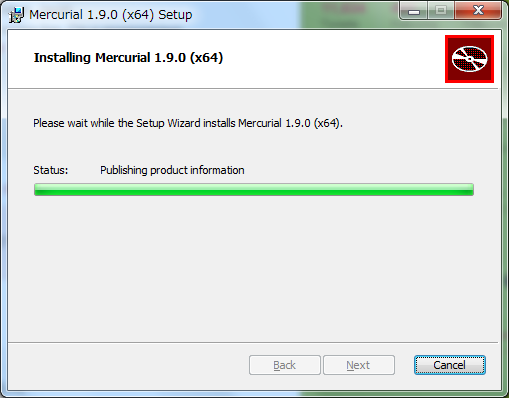 Mercurial 1.9.0 (x64) Setup
Installing Mercurial 1.9.0 (x64)
Please wait while the Setup Wizard installs Mercurial 1.9.0 (x64).
Status: Publishing product information
Back Next Cancel